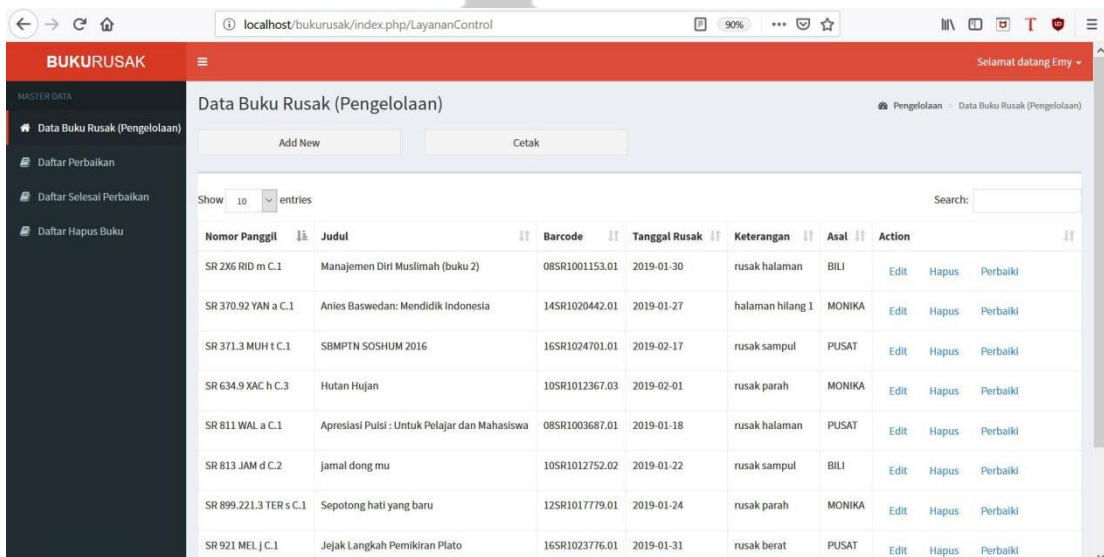 localhost/bukurusak/index.php/LayananControl 90%
BUKURUSAK Selamat datang Emy
MASTER DATA
Data Buku Rusak (Pengelolaan)
Daftar Perbaikan
Daftar Selesai Perbaikan
Daftar Hapus Buku
Data Buku Rusak (Pengelolaan) Pengelolaan Data Buku Rusak (Pengelolaan)
Add New Cetak
Show 10 entries Search:
Nomor Panggil Judul Barcode Tanggal Rusak Keterangan Asal Action
SR 2X6 RID m C.1 Manajemen Diri Muslimah (buku 2) 08SR1001153.01 2019-01-30 rusak halaman BILI Edit Hapus Perbaiki
SR 370.92 YAN a C.1 Anies Baswedan: Mendidik Indonesia 14SR1020442.01 2019-01-27 halaman hilang 1 MONIKA Edit Hapus Perbaiki
SR 371.3 MUH t C.1 SBMPTN SOSHUM 2016 16SR1024701.01 2019-02-17 rusak sampul PUSAT Edit Hapus Perbaiki
SR 634.9 XAC h C.3 Hutan Hujan 10SR1012367.03 2019-02-01 rusak parah MONIKA Edit Hapus Perbaiki
SR 811 WAL a C.1 Apresiasi Puisi : Untuk Pelajar dan Mahasiswa 08SR1003687.01 2019-01-18 rusak halaman PUSAT Edit Hapus Perbaiki
SR 813 JAM d C.2 jamal dong mu 10SR1012752.02 2019-01-22 rusak sampul BILI Edit Hapus Perbaiki
SR 899.221.3 TER s C.1 Sepotong hati yang baru 12SR1017779.01 2019-01-24 rusak parah MONIKA Edit Hapus Perbaiki
SR 921 MEL j C.1 Jejak Langkah Pemikiran Plato 16SR1023776.01 2019-01-31 rusak berat PUSAT Edit Hapus Perbaiki